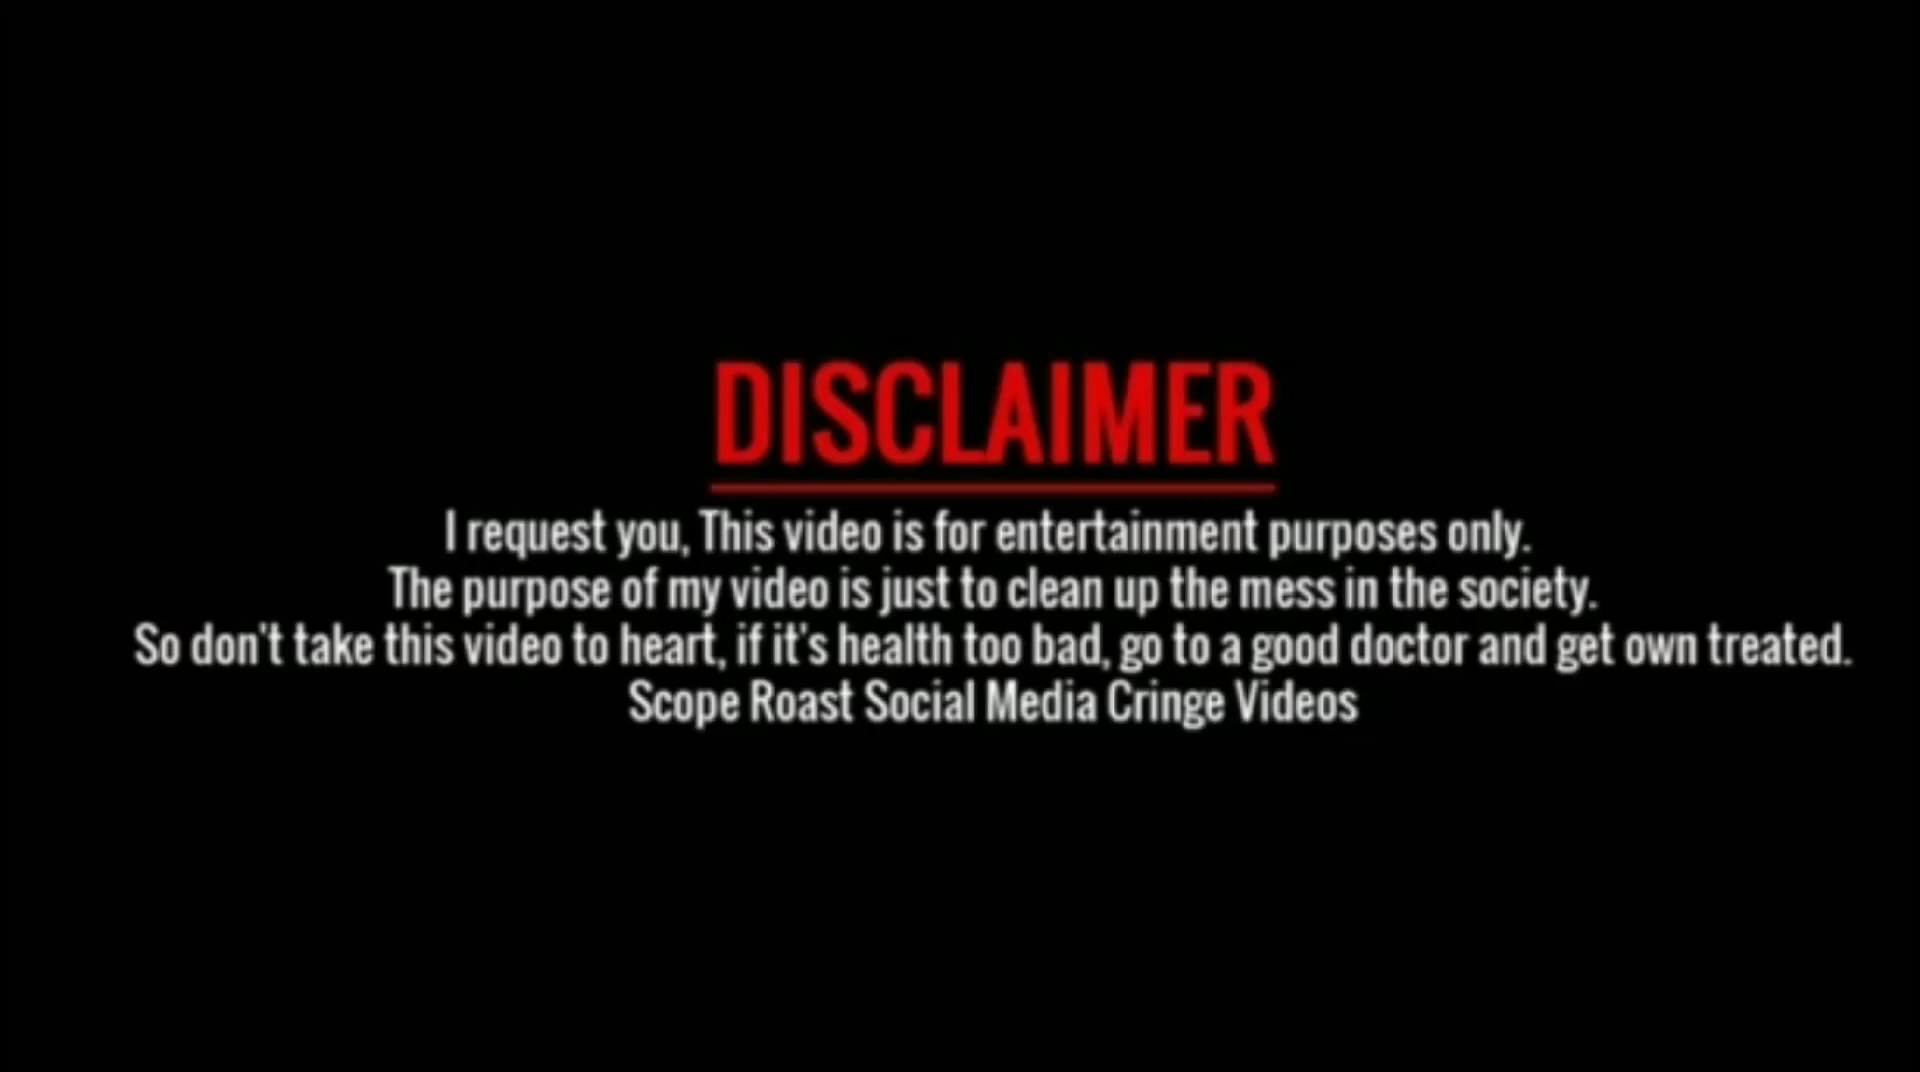 DISCLAIMER
I request you, This video is for entertainment purposes only.
The purpose of my video is just to clean up the mess in the society.
So don't take this video to heart, if it's health too bad, go to a good doctor and get own treated.
Scope Roast Social Media Cringe Videos